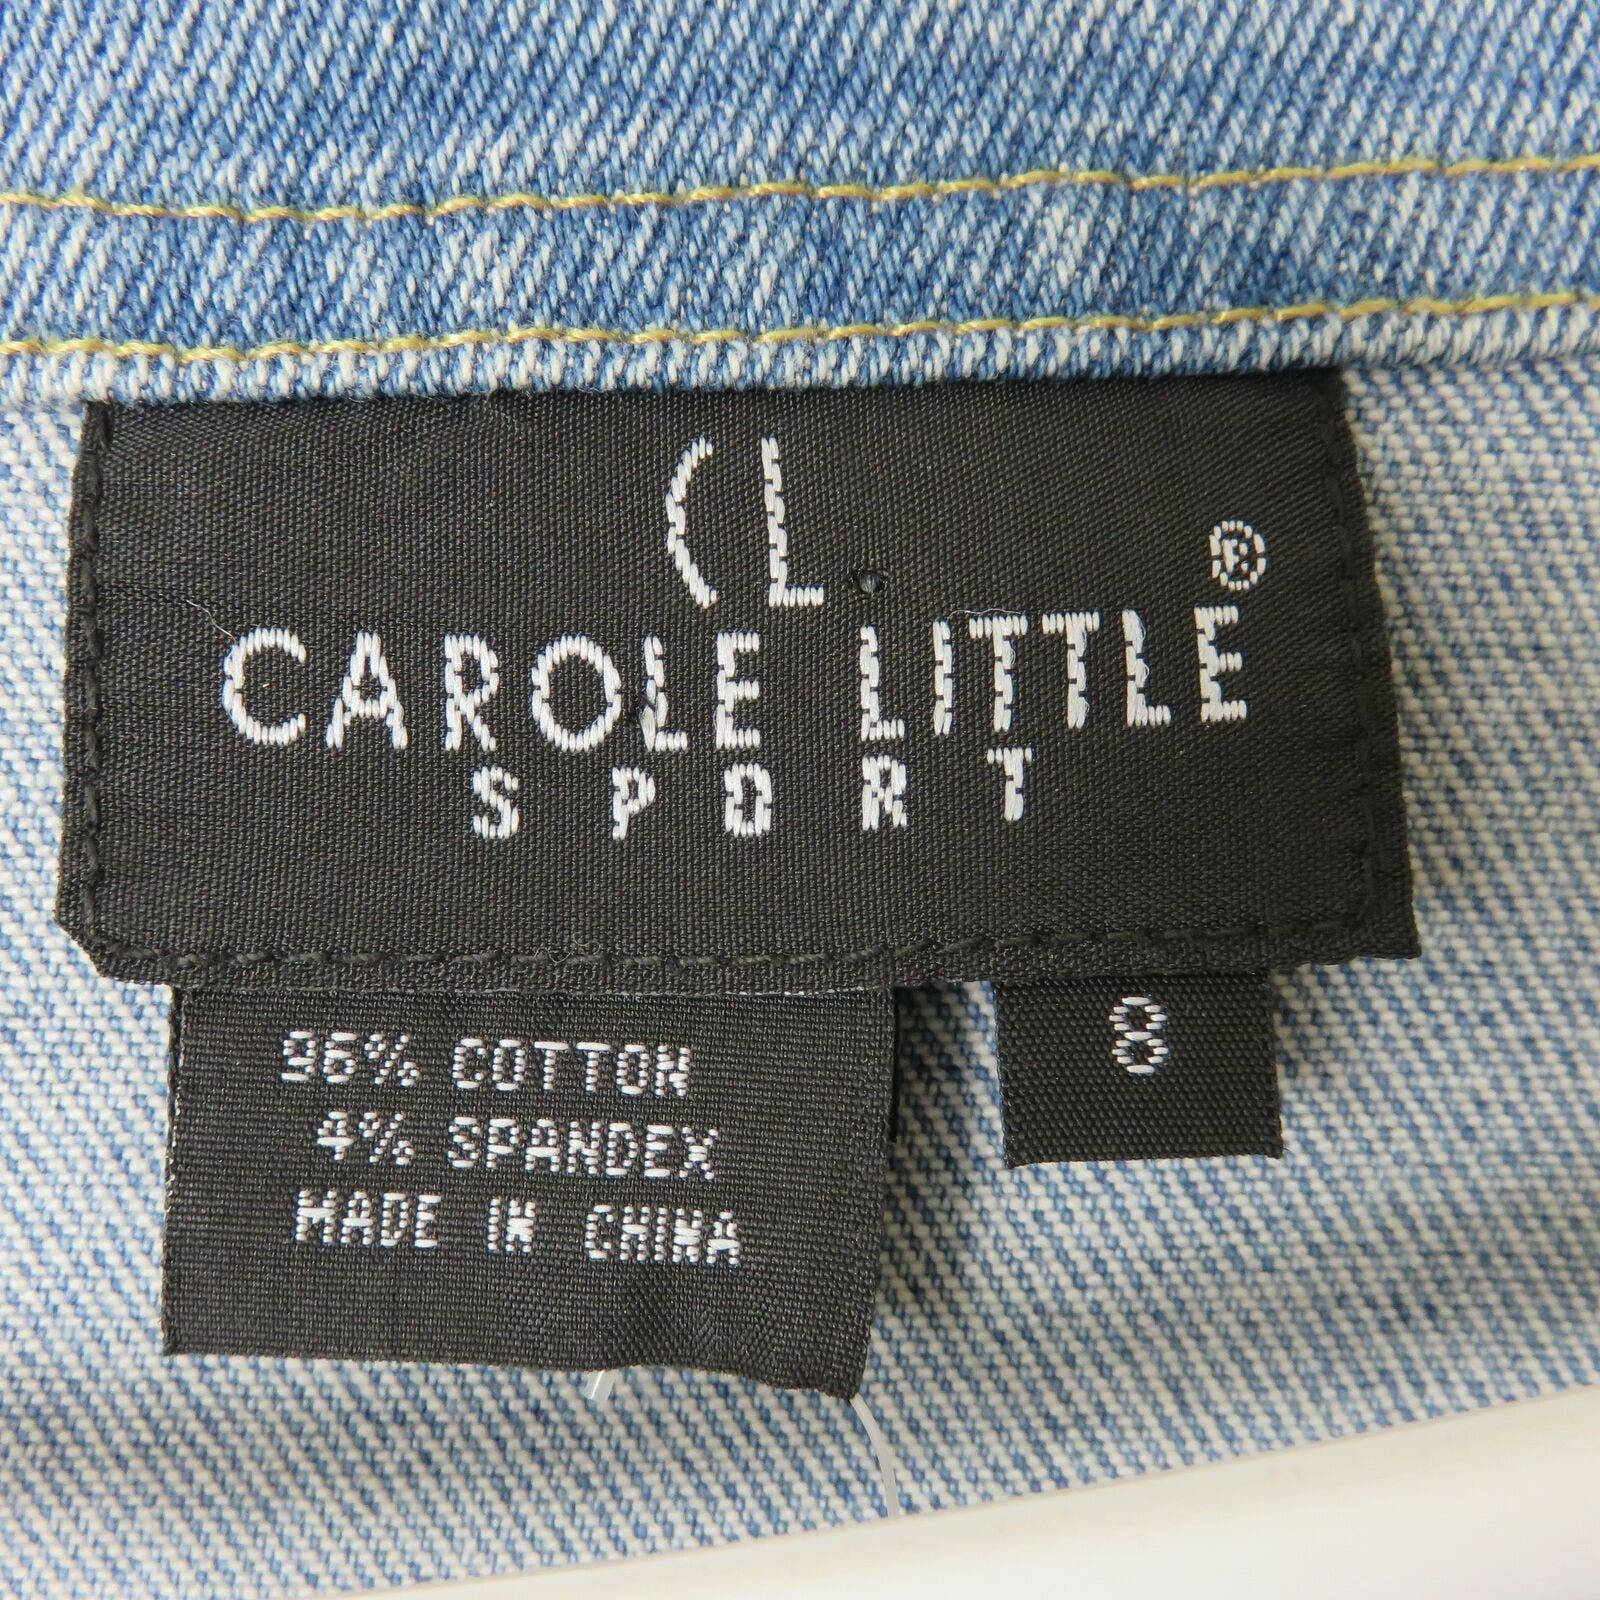 CL
®
CAROLE LITTLE
SPORT
96% COTTON
4% SPANDEX
MADE IN CHINA
8